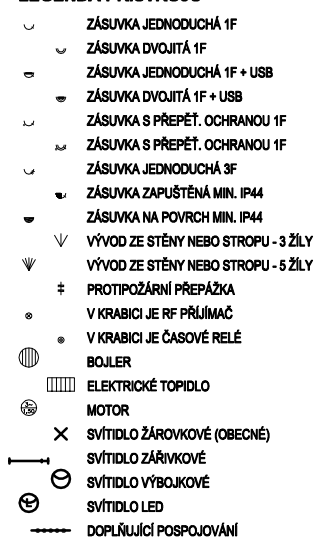 ZÁSUVKA JEDNODUCHÁ 1F
ZÁSUVKA DVOJITÁ 1F
ZÁSUVKA JEDNODUCHÁ 1F + USB
ZÁSUVKA DVOJITÁ 1F + USB
ZÁSUVKA S PŘEPĚŤ. OCHRANOU 1F
ZÁSUVKA S PŘEPĚŤ. OCHRANOU 1F
ZÁSUVKA JEDNODUCHÁ 3F
ZÁSUVKA ZAPUŠTĚNÁ MIN. IP44
ZÁSUVKA NA POVRCH MIN. IP44
VÝVOD ZE STĚNY NEBO STROPU - 3 ŽÍLY
VÝVOD ZE STĚNY NEBO STROPU - 5 ŽÍLY
PROTIPOŽÁRNÍ PŘEPÁŽKA
V KRABICI JE RF PŘÍJÍMAČ
V KRABICI JE ČASOVÉ RELÉ
BOJLER
ELEKTRICKÉ TOPIDLO
MOTOR
SVÍTIDLO ŽÁROVKOVÉ (OBECNÉ)
SVÍTIDLO ZÁŘIVKOVÉ
SVÍTIDLO VÝBOJKOVÉ
SVÍTIDLO LED
DOPLŇUJÍCÍ POSPOJOVÁNÍ